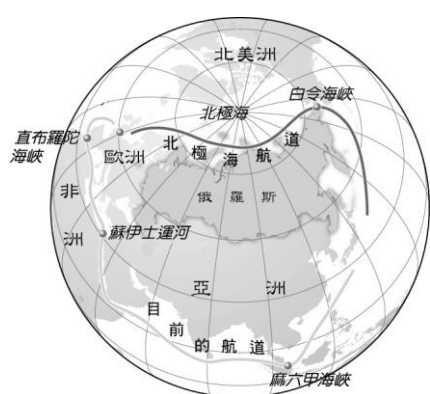 北美洲
白令海峽
北極海
直布羅陀
海峽
歐洲
北極海航道
非洲
俄羅斯
蘇伊士運河
亞洲
目前的航道
麻六甲海峽